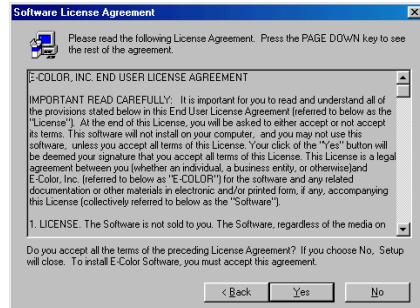 Software License Agreement
Please read the following License Agreement. Press the PAGE DOWN key to see
the rest of the agreement.
E-COLOR, INC. END USER LICENSE AGREEMENT
IMPORTANT READ CAREFULLY: It is important for you to read and understand all of
the provisions stated below in this End User License Agreement (referred to below as the
"License"). At the end of this License, you will be asked to either accept or not accept
its terms. This software will not install on your computer, and you may not use this
software, unless you accept all terms of this License. Your click of the "Yes" button will
be deemed your signature that you accept all terms of this License. This License is a legal
agreement between you (whether an individual, a business entity, or otherwise)and
E-Color, Inc. (referred to below as "E-COLOR") for the software and any related
documentation or other materials in electronic and/or printed form, if any, accompanying
this License (collectively referred to below as the "Software").
1. LICENSE. The Software is not sold to you. The Software, regardless of the media on
Do you accept all the terms of the preceding License Agreement? If you choose No, Setup
will close. To install E-Color Software, you must accept this agreement.
< Back Yes No